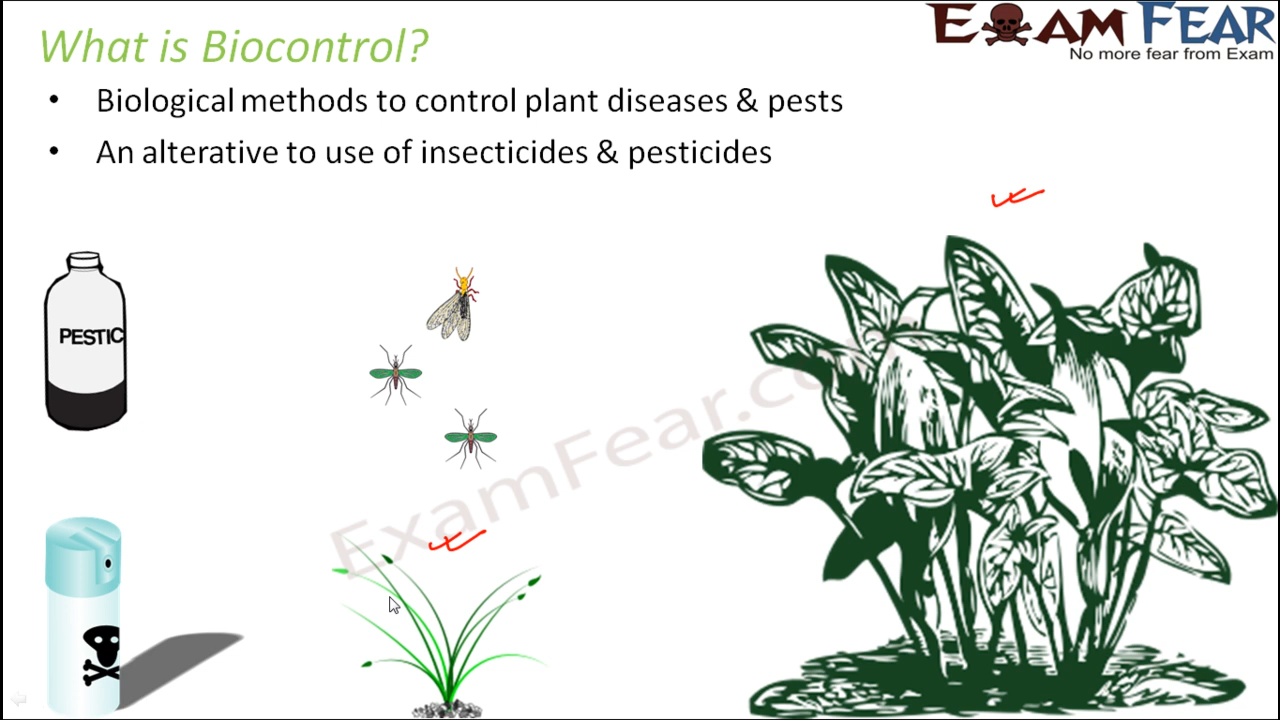 What is Biocontrol?
EXAM FEAR
No more fear from Exam
• Biological methods to control plant diseases & pests
• An alterative to use of insecticides & pesticides
PESTIC
ExamFear.com